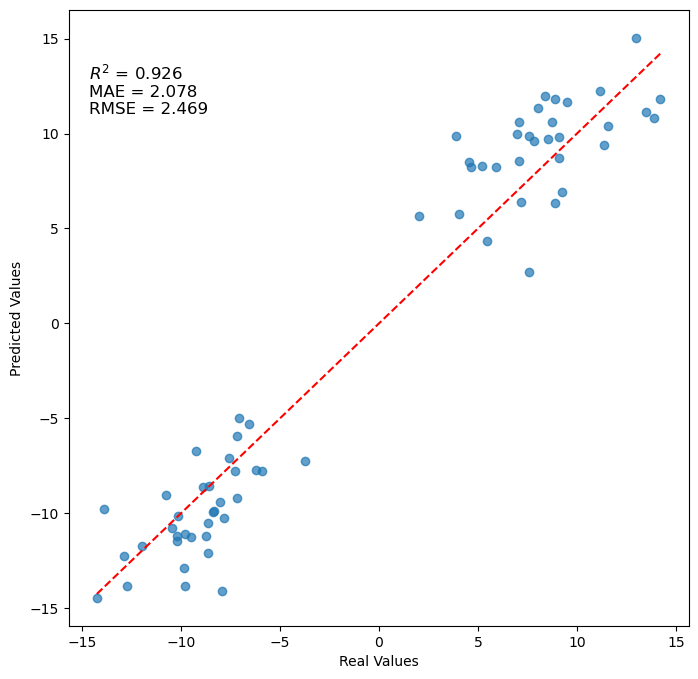 R² = 0.926
MAE = 2.078
RMSE = 2.469
Predicted Values
15
10
5
0
−5
−10
−15
−15 −10 −5 0 5 10 15
Real Values